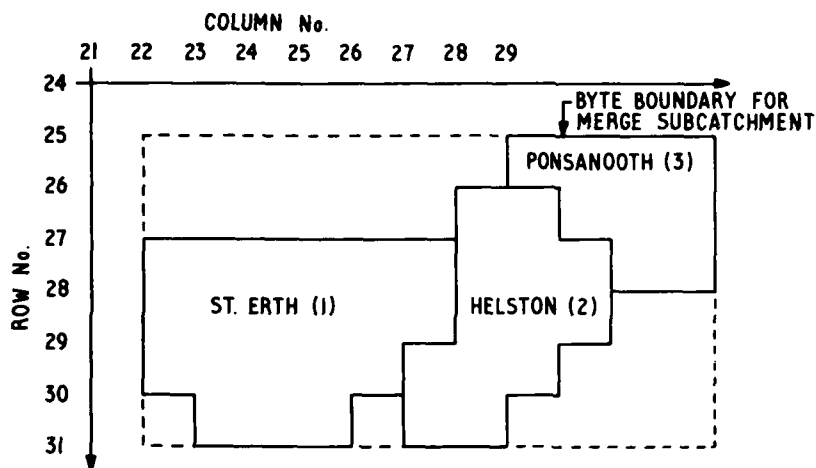 COLUMN No.
21 22 23 24 25 26 27 28 29
24
BYTE BOUNDARY FOR
MERGE SUBCATCHMENT
25
PONSANOOTH (3)
26
27
ROW No.
28
ST. ERTH (1)
HELSTON (2)
29
30
31